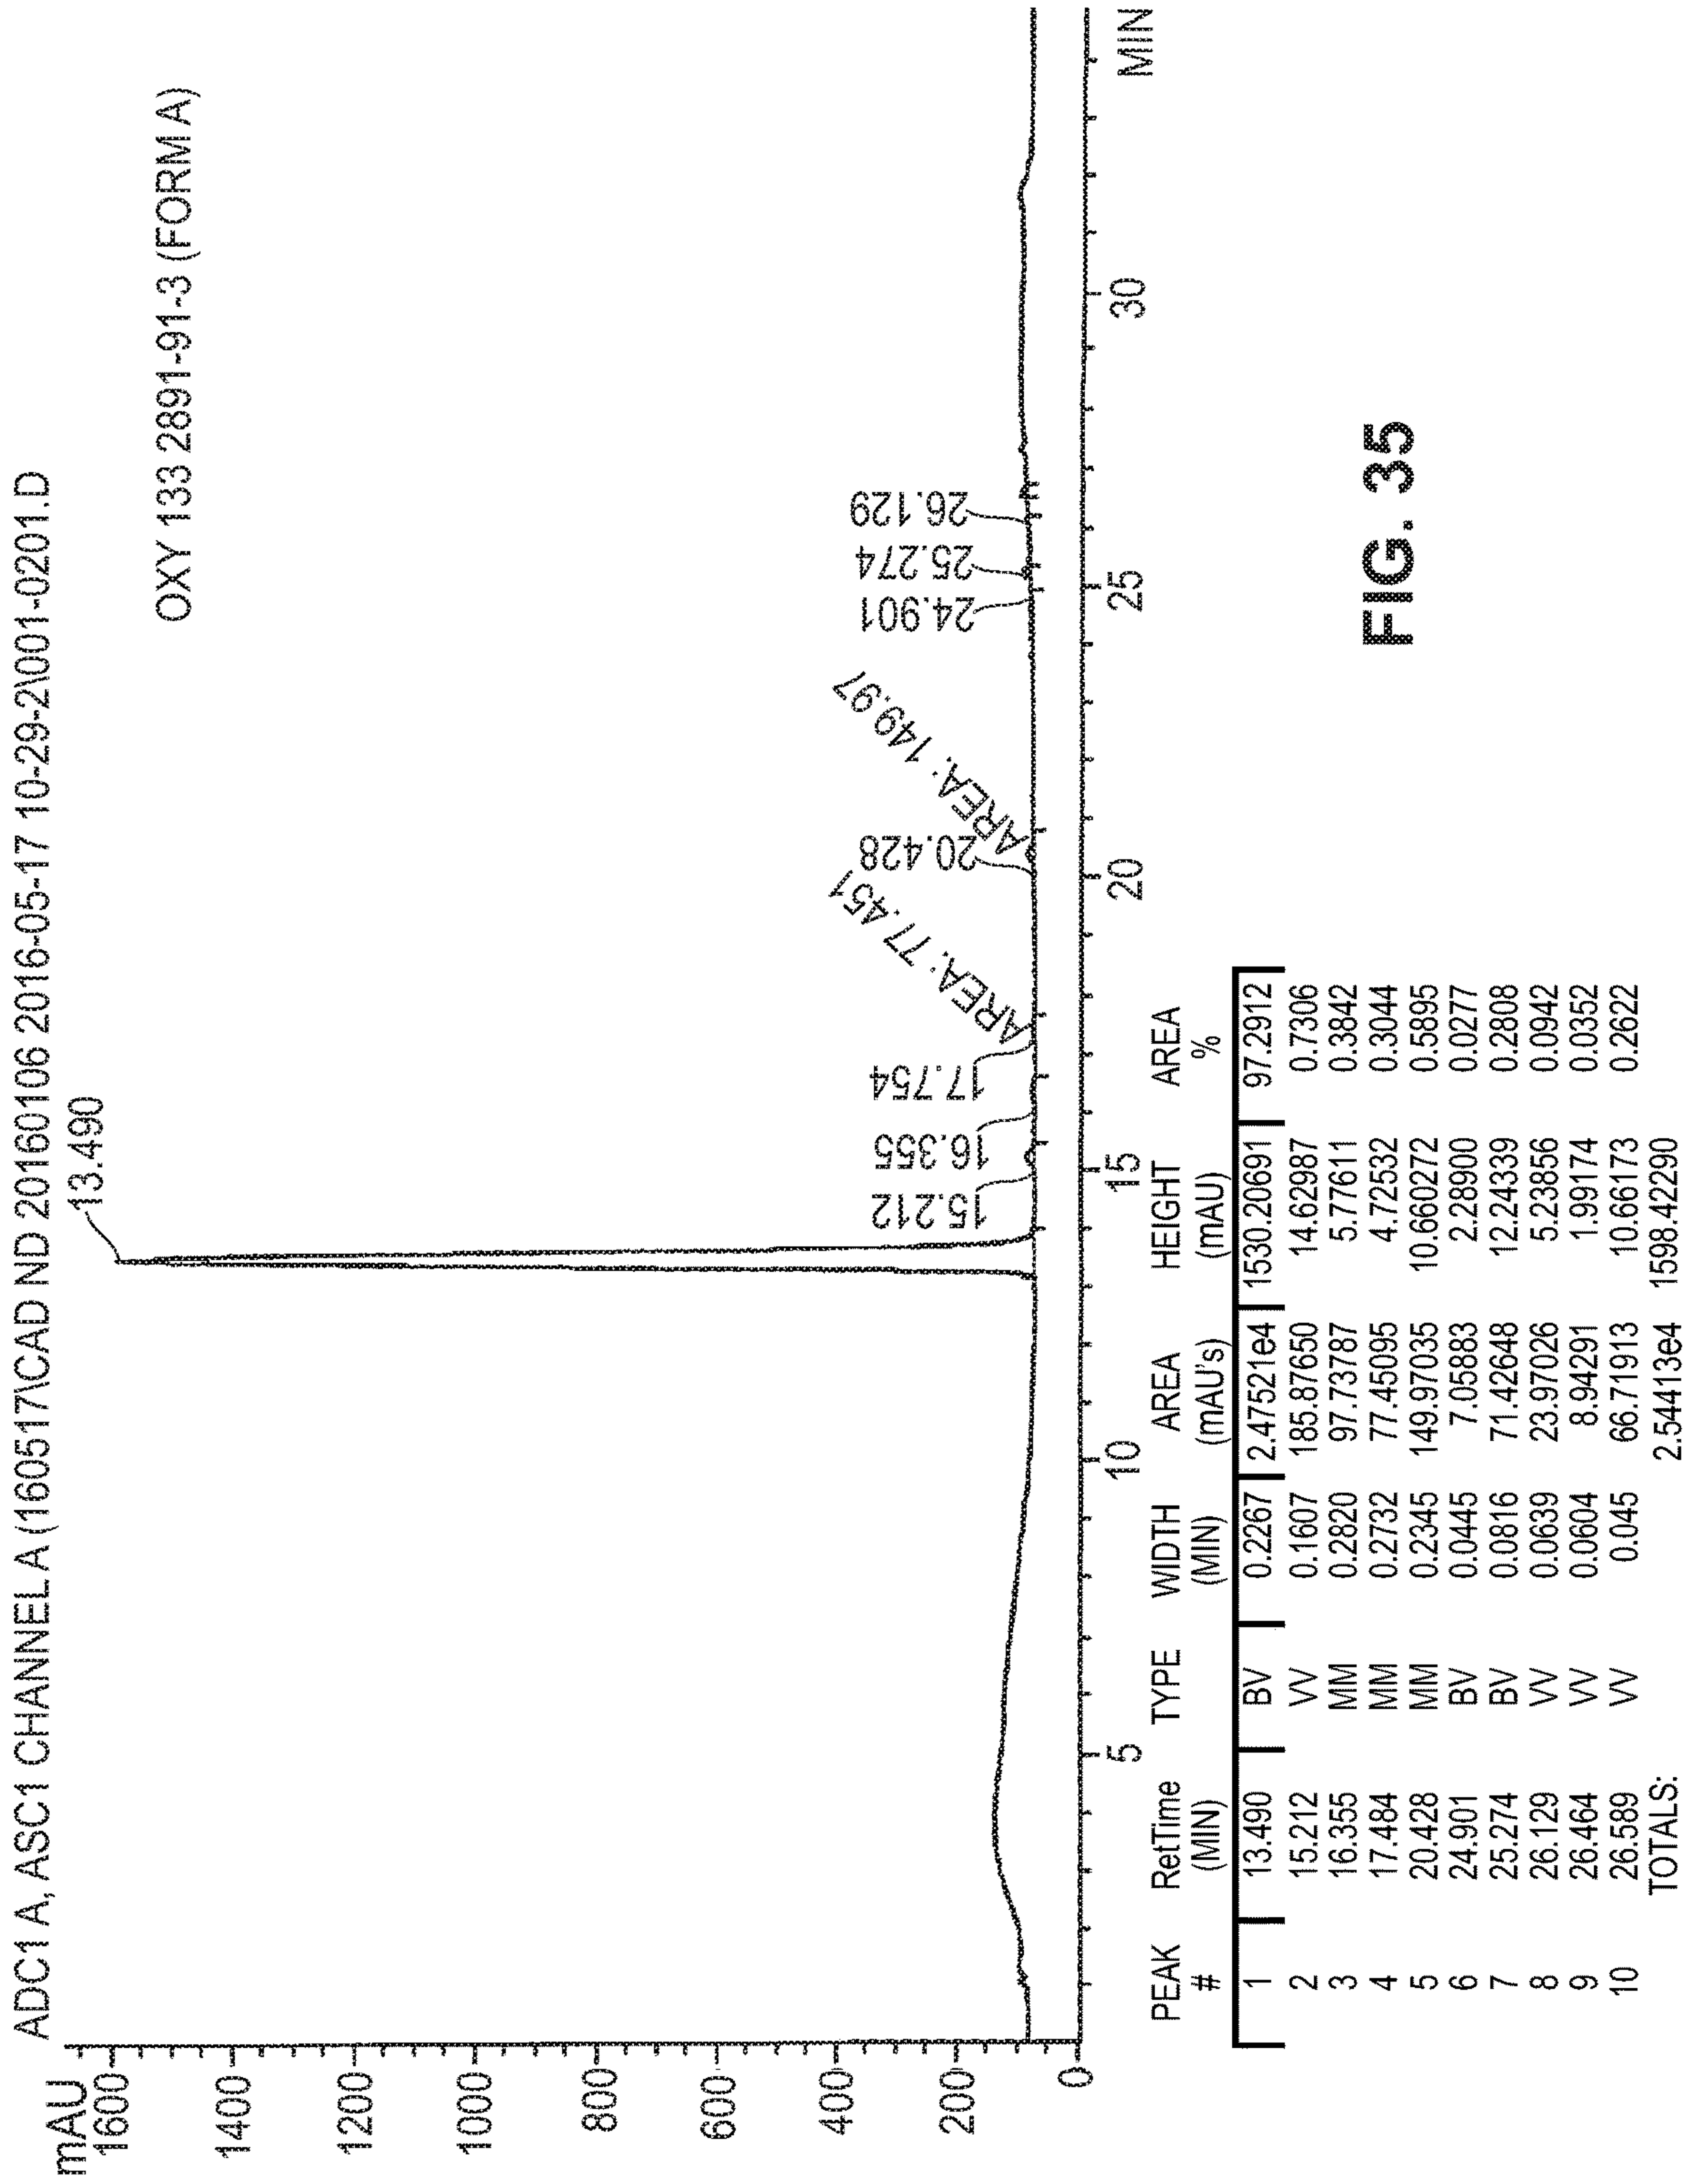 ADC1 A, ASC1 CHANNEL A (160517\CAD ND 20160106 2016-05-17 10-29-2\001-0201.D
mAU
OXY 133 2891-91-3 (FORM A)
13.490
1600
1400
1200
1000
800
600
400
200
0
15.212
16.355
17.754
AREA: 77.451
20.428
AREA: 149.97
24.901
25.274
26.129
5
10
15
20
25
30
MIN
PEAK RetTime TYPE WIDTH AREA HEIGHT AREA
# (MIN) (MIN) (mAU's) (mAU) %
1 13.490 BV 0.2267 2.47521e4 1530.20691 97.2912
2 15.212 VV 0.1607 185.87650 14.62987 0.7306
3 16.355 MM 0.2820 97.73787 5.77611 0.3842
4 17.484 MM 0.2732 77.45095 4.72532 0.3044
5 20.428 MM 0.2345 149.97035 10.660272 0.5895
6 24.901 BV 0.0445 7.05883 2.28900 0.0277
7 25.274 BV 0.0816 71.42648 12.24339 0.2808
8 26.129 VV 0.0639 23.97026 5.23856 0.0942
9 26.464 VV 0.0604 8.94291 1.99174 0.0352
10 26.589 VV 0.045 66.71913 10.66173 0.2622
TOTALS: 2.54413e4 1598.42290
FIG. 35